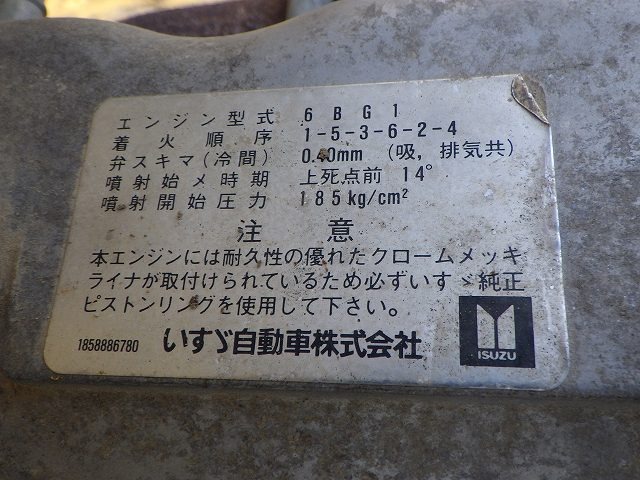 エンジン型式 6BG1
着火順序 1-5-3-6-2-4
弁スキマ(冷間) 0.40mm (吸,排気共)
噴射始メ時期 上死点前 14°
噴射開始圧力 185kg/cm²
注意
本エンジンには耐久性の優れたクロームメッキ
ライナが取付けられているため必ずいすゞ純正
ピストンリングを使用して下さい。
1858886780 いすゞ自動車株式会社
ISUZU